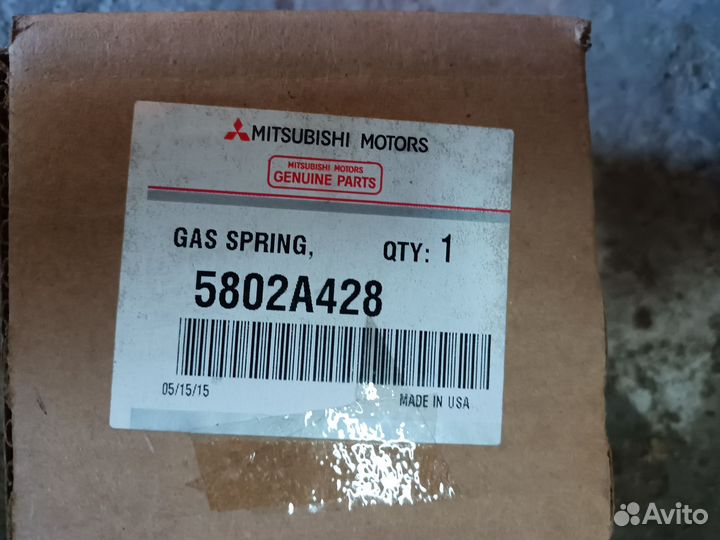 MITSUBISHI MOTORS
MITSUBISHI MOTORS
GENUINE PARTS
GAS SPRING, QTY: 1
5802A428
05/15/15 MADE IN USA
Avito